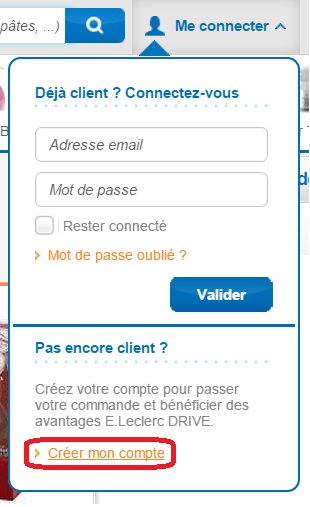 pâtes, ...)
Me connecter
Déjà client ? Connectez-vous
Adresse email
Mot de passe
Rester connecté
Mot de passe oublié ?
Valider
Pas encore client ?
Créez votre compte pour passer
votre commande et bénéficier des
avantages E.Leclerc DRIVE.
Créer mon compte